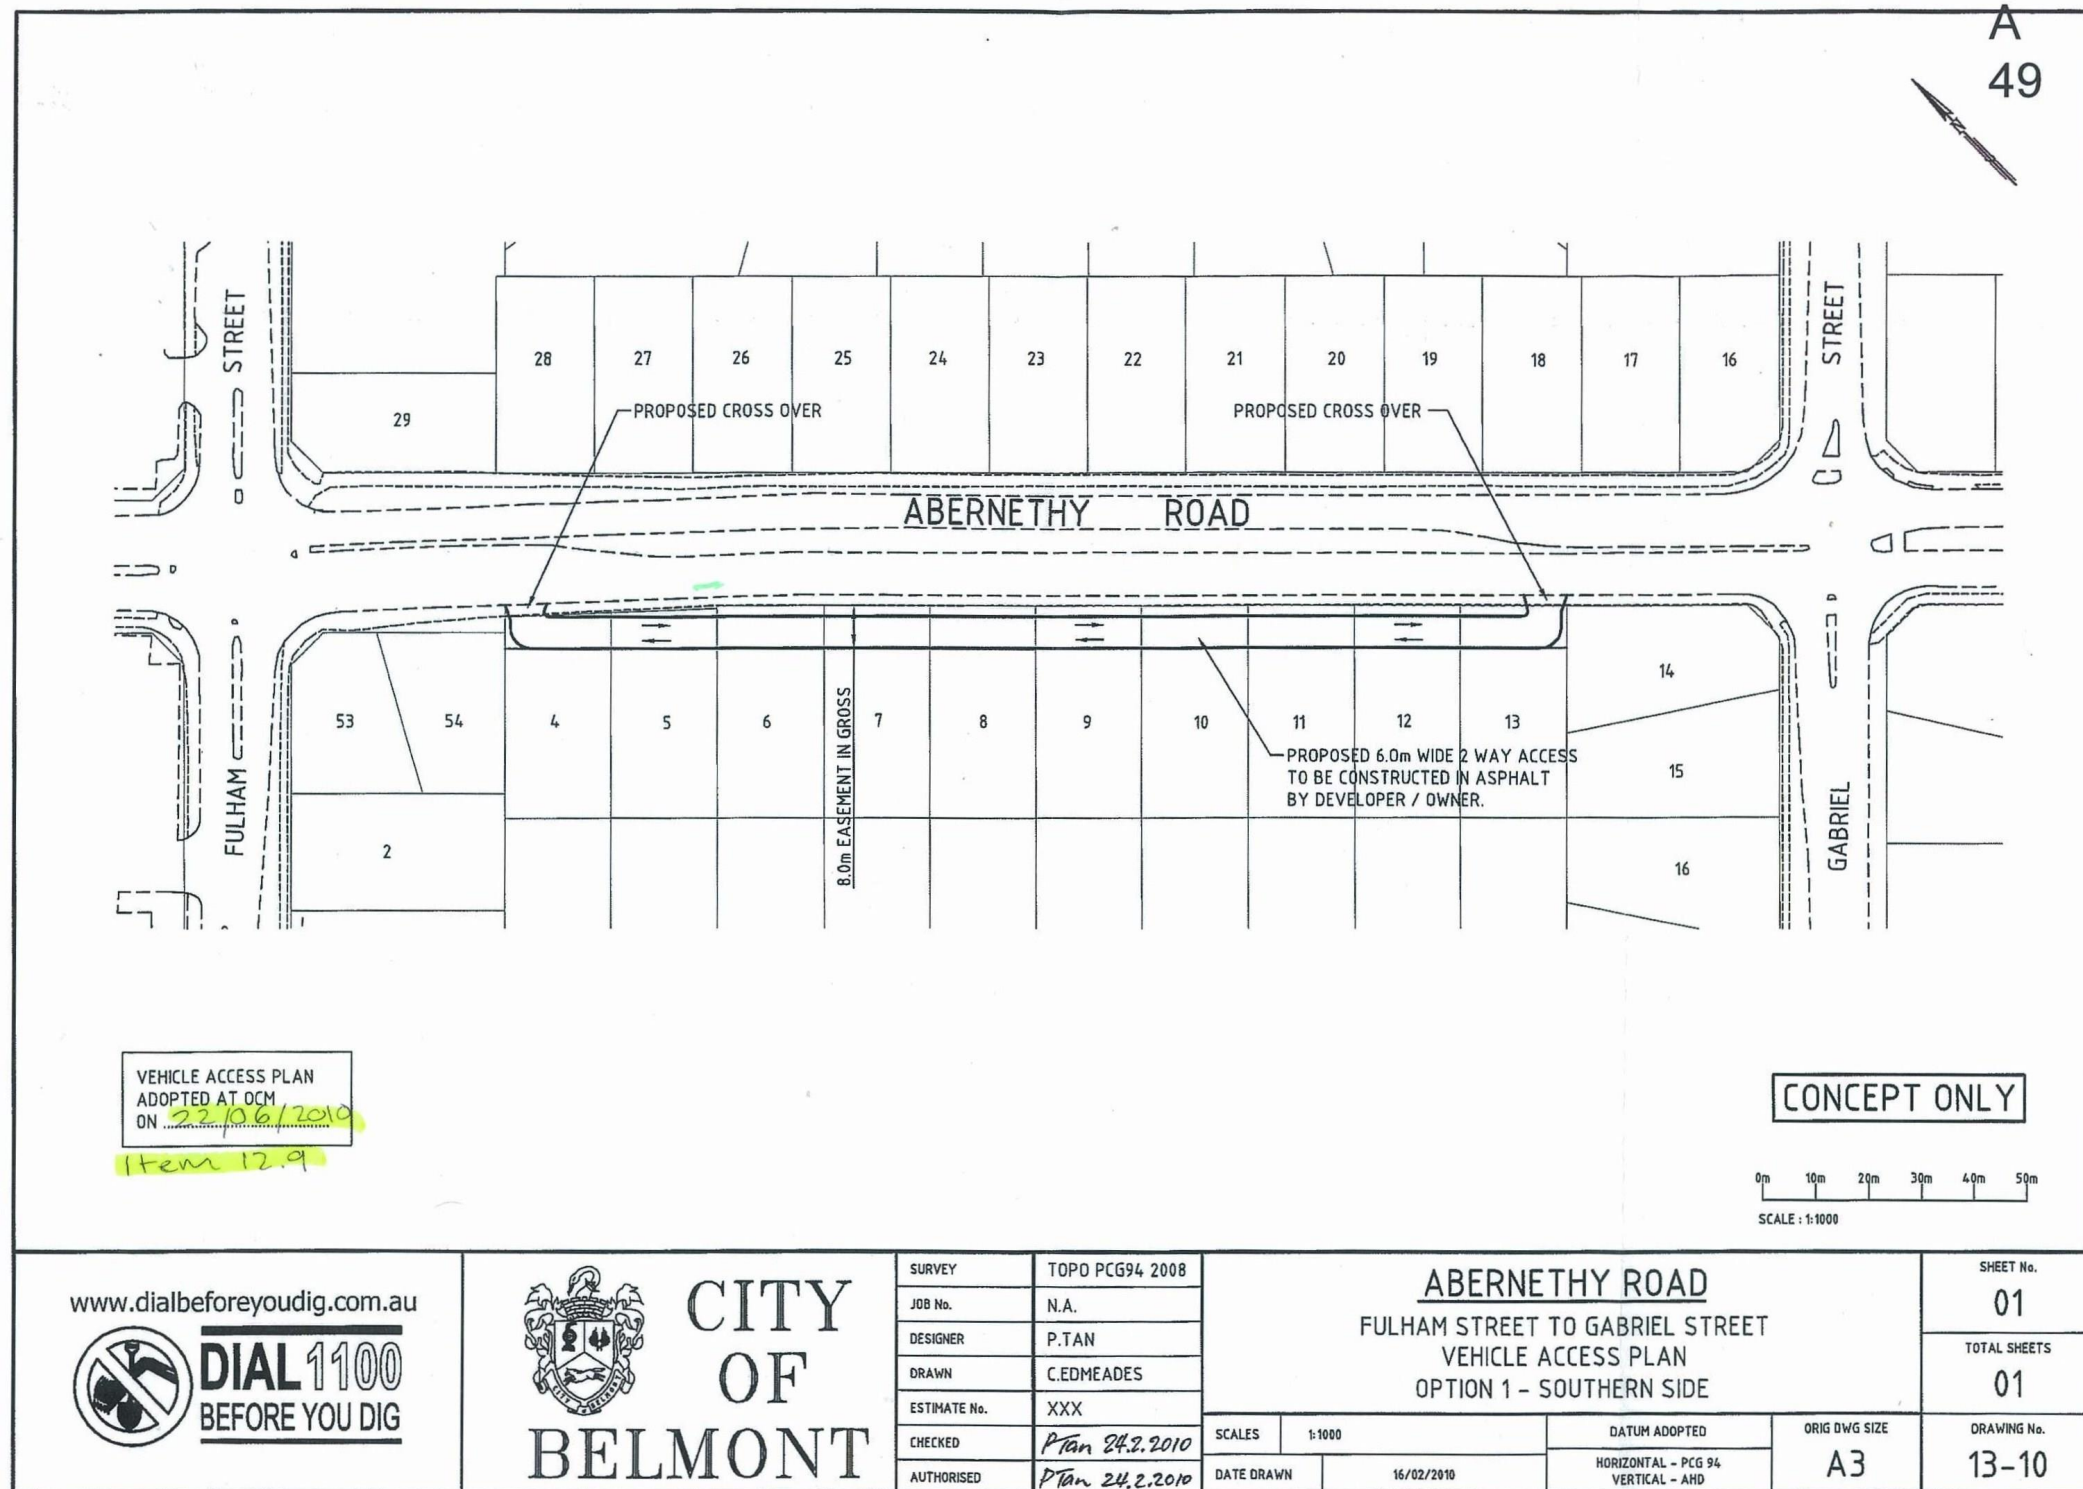 A
49
STREET
STREET
28
27
26
25
24
23
22
21
20
19
18
17
16
29
PROPOSED CROSS OVER
PROPOSED CROSS OVER
ABERNETHY ROAD
53
54
4
5
6
7
8
9
10
11
12
13
14
15
16
2
FULHAM
GABRIEL
8.0m EASEMENT IN GROSS
PROPOSED 6.0m WIDE 2 WAY ACCESS
TO BE CONSTRUCTED IN ASPHALT
BY DEVELOPER / OWNER.
VEHICLE ACCESS PLAN
ADOPTED AT OCM
ON 22/06/2010
Item 12.9
CONCEPT ONLY
0m 10m 20m 30m 40m 50m
SCALE : 1:1000
www.dialbeforeyoudig.com.au
DIAL 1100
BEFORE YOU DIG
CITY OF BELMONT
CITY
OF
BELMONT
SURVEY TOPO PCG94 2008
JOB No. N.A.
DESIGNER P.TAN
DRAWN C.EDMEADES
ESTIMATE No. XXX
CHECKED PTan 24.2.2010
AUTHORISED PTan 24.2.2010
ABERNETHY ROAD
FULHAM STREET TO GABRIEL STREET
VEHICLE ACCESS PLAN
OPTION 1 - SOUTHERN SIDE
SCALES 1:1000
DATE DRAWN 16/02/2010
DATUM ADOPTED
HORIZONTAL - PCG 94
VERTICAL - AHD
ORIG DWG SIZE
A3
SHEET No.
01
TOTAL SHEETS
01
DRAWING No.
13-10